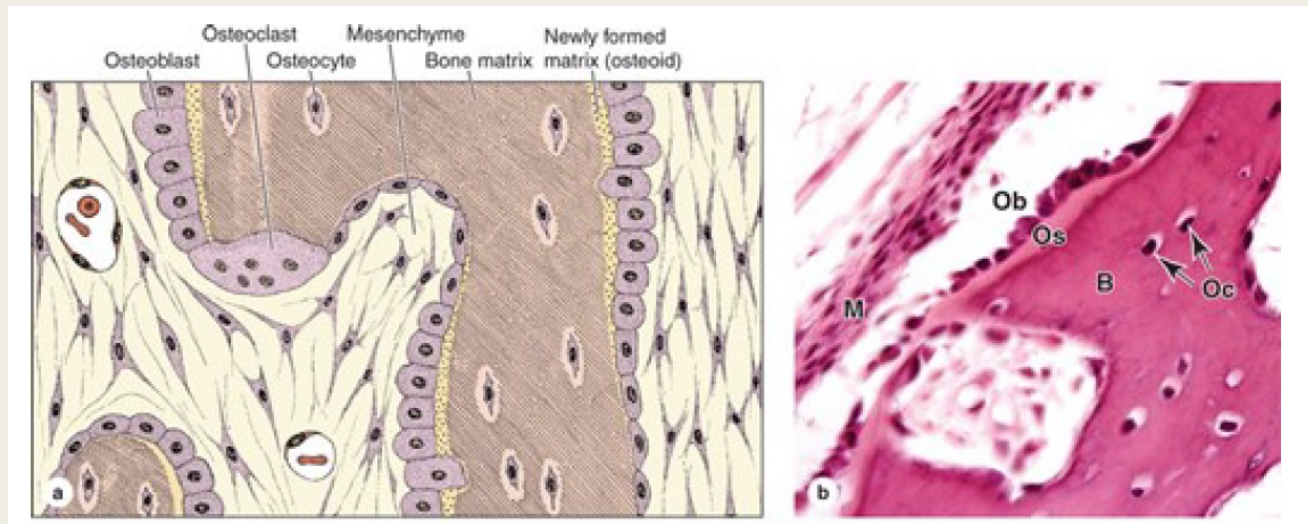 Osteoclast Mesenchyme Newly formed
Osteoblast Osteocyte Bone matrix matrix (osteoid)
Ob
Os
B
Oc
M
a
b